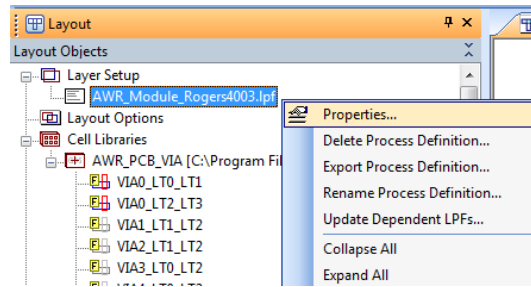 Layout
Layout Objects
Layer Setup
AWR_Module_Rogers4003.lpf
Layout Options
Cell Libraries
AWR_PCB_VIA [C:\Program Fil
VIA0_LT0_LT1
VIA0_LT2_LT3
VIA1_LT1_LT2
VIA2_LT1_LT2
VIA3_LT0_LT2
Properties...
Delete Process Definition...
Export Process Definition...
Rename Process Definition...
Update Dependent LPFs...
Collapse All
Expand All